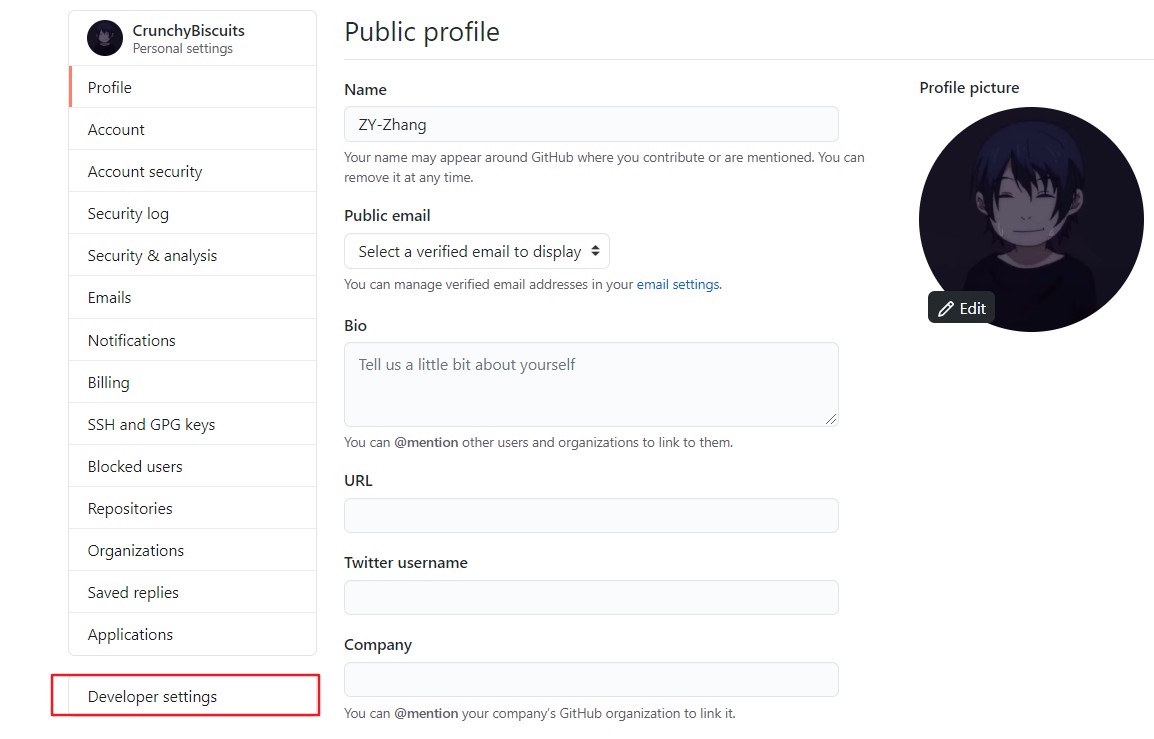 CrunchyBiscuits
Personal settings
Profile
Account
Account security
Security log
Security & analysis
Emails
Notifications
Billing
SSH and GPG keys
Blocked users
Repositories
Organizations
Saved replies
Applications
Developer settings
Public profile
Name
ZY-Zhang
Your name may appear around GitHub where you contribute or are mentioned. You can
remove it at any time.
Public email
Select a verified email to display
You can manage verified email addresses in your email settings.
Bio
Tell us a little bit about yourself
You can @mention other users and organizations to link to them.
URL
Twitter username
Company
You can @mention your company's GitHub organization to link it.
Profile picture
Edit